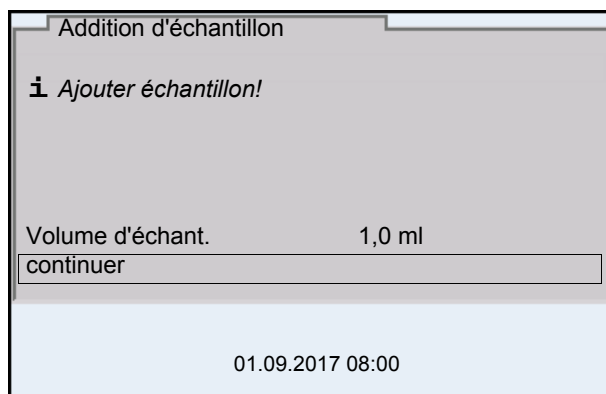 Addition d'échantillon
i Ajouter échantillon!
Volume d'échant. 1,0 ml
continuer
01.09.2017 08:00